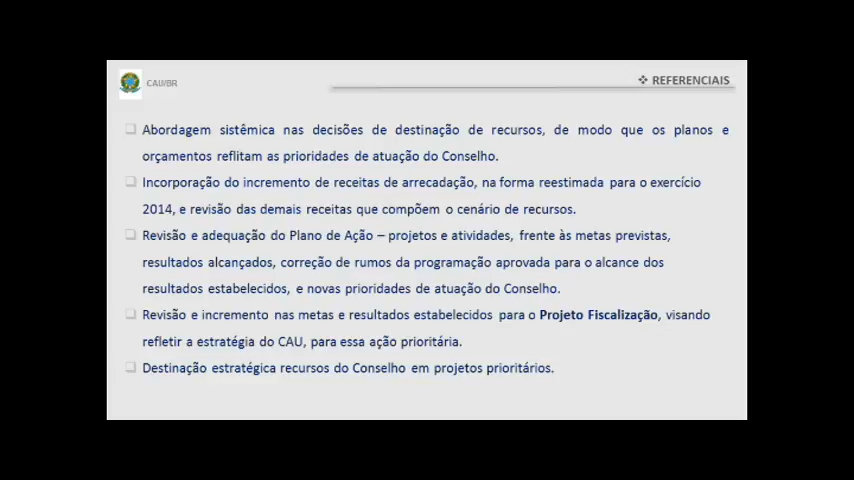 CAU/BR
❖ REFERENCIAIS
❑ Abordagem sistêmica nas decisões de destinação de recursos, de modo que os planos e
orçamentos reflitam as prioridades de atuação do Conselho.
❑ Incorporação do incremento de receitas de arrecadação, na forma reestimada para o exercício
2014, e revisão das demais receitas que compõem o cenário de recursos.
❑ Revisão e adequação do Plano de Ação – projetos e atividades, frente às metas previstas,
resultados alcançados, correção de rumos da programação aprovada para o alcance dos
resultados estabelecidos, e novas prioridades de atuação do Conselho.
❑ Revisão e incremento nas metas e resultados estabelecidos para o Projeto Fiscalização, visando
refletir a estratégia do CAU, para essa ação prioritária.
❑ Destinação estratégica recursos do Conselho em projetos prioritários.